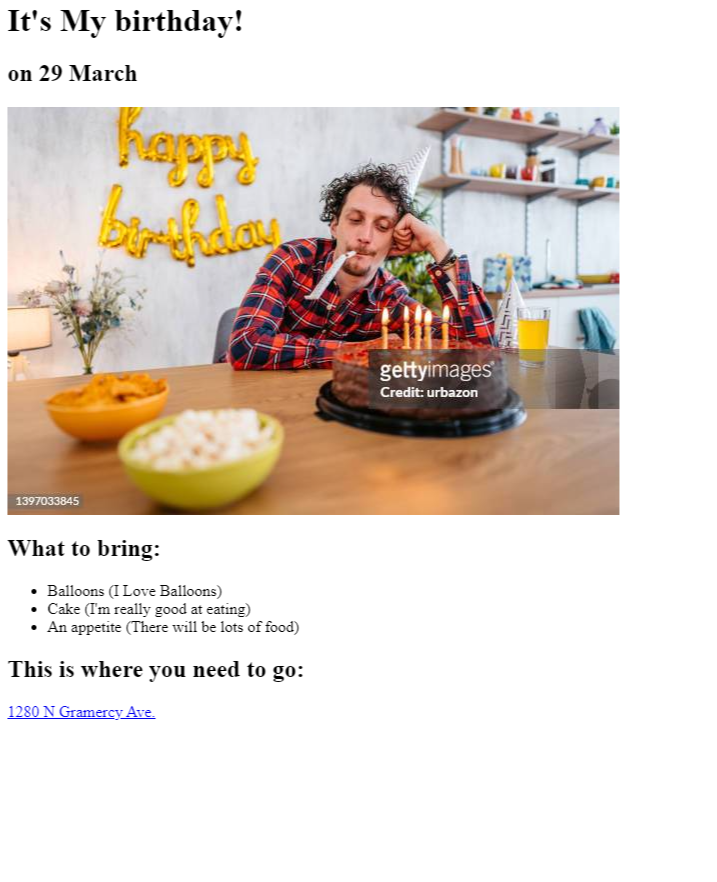 It's My birthday!
on 29 March
happy
birthday
gettyimages®
Credit: urbazon
1397033845
What to bring:
• Balloons (I Love Balloons)
• Cake (I'm really good at eating)
• An appetite (There will be lots of food)
This is where you need to go:
1280 N Gramercy Ave.